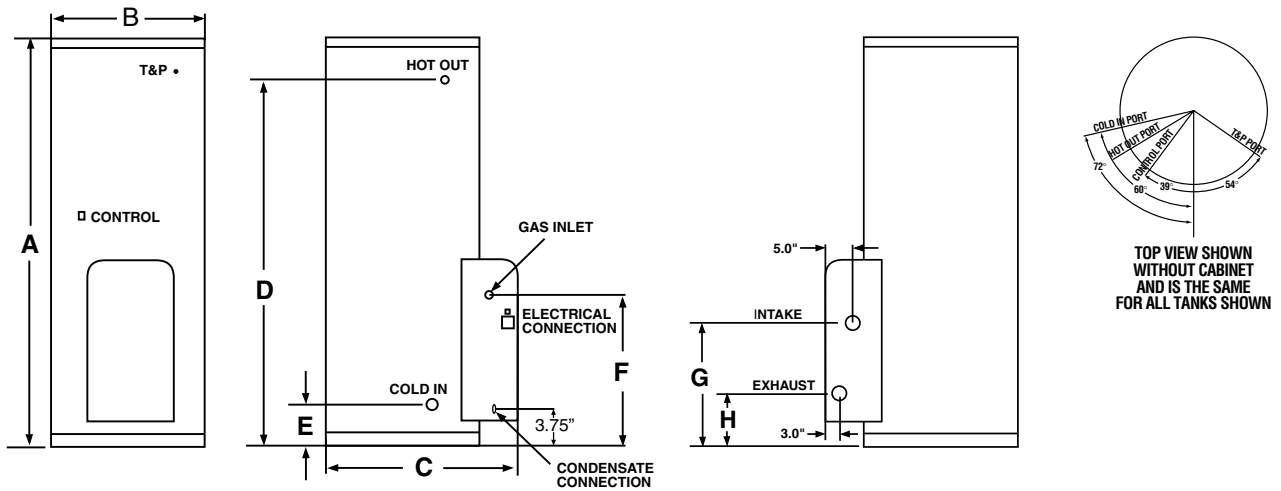 B
T&P
CONTROL
A
HOT OUT
D
GAS INLET
ELECTRICAL
CONNECTION
F
COLD IN
E
3.75”
C
CONDENSATE
CONNECTION
5.0"
INTAKE
G
EXHAUST
H
3.0"
COLD IN PORT
HOT OUT PORT
CONTROL PORT
T&P PORT
72°
60°
39°
54°
TOP VIEW SHOWN
WITHOUT CABINET
AND IS THE SAME
FOR ALL TANKS SHOWN